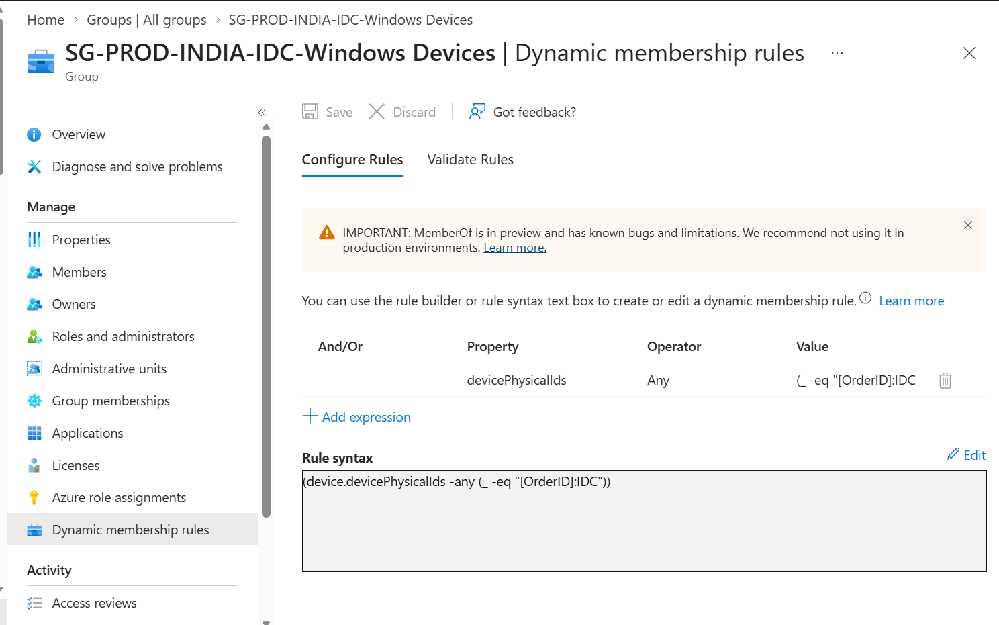 Home > Groups | All groups > SG-PROD-INDIA-IDC-Windows Devices
SG-PROD-INDIA-IDC-Windows Devices | Dynamic membership rules ...
Group
Save Discard Got feedback?
Overview
Diagnose and solve problems
Manage
Properties
Members
Owners
Roles and administrators
Administrative units
Group memberships
Applications
Licenses
Azure role assignments
Dynamic membership rules
Activity
Access reviews
Configure Rules Validate Rules
IMPORTANT: MemberOf is in preview and has known bugs and limitations. We recommend not using it in
production environments. Learn more.
You can use the rule builder or rule syntax text box to create or edit a dynamic membership rule. Learn more
And/Or Property Operator Value
devicePhysicalIds Any (_ -eq "[OrderID]:IDC
Add expression
Rule syntax
Edit
(device.devicePhysicalIds -any (_ -eq "[OrderID]:IDC"))